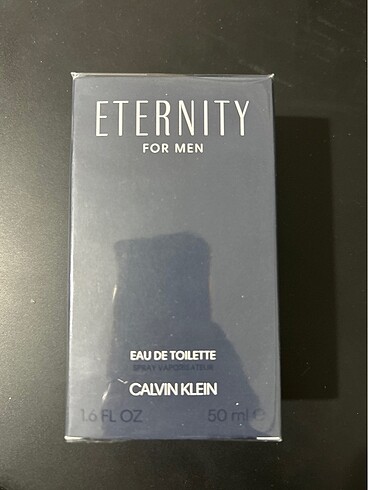 ETERNITY
FOR MEN
EAU DE TOILETTE
SPRAY VAPORISATEUR
CALVIN KLEIN
1.6 FL OZ 50 ml ℮